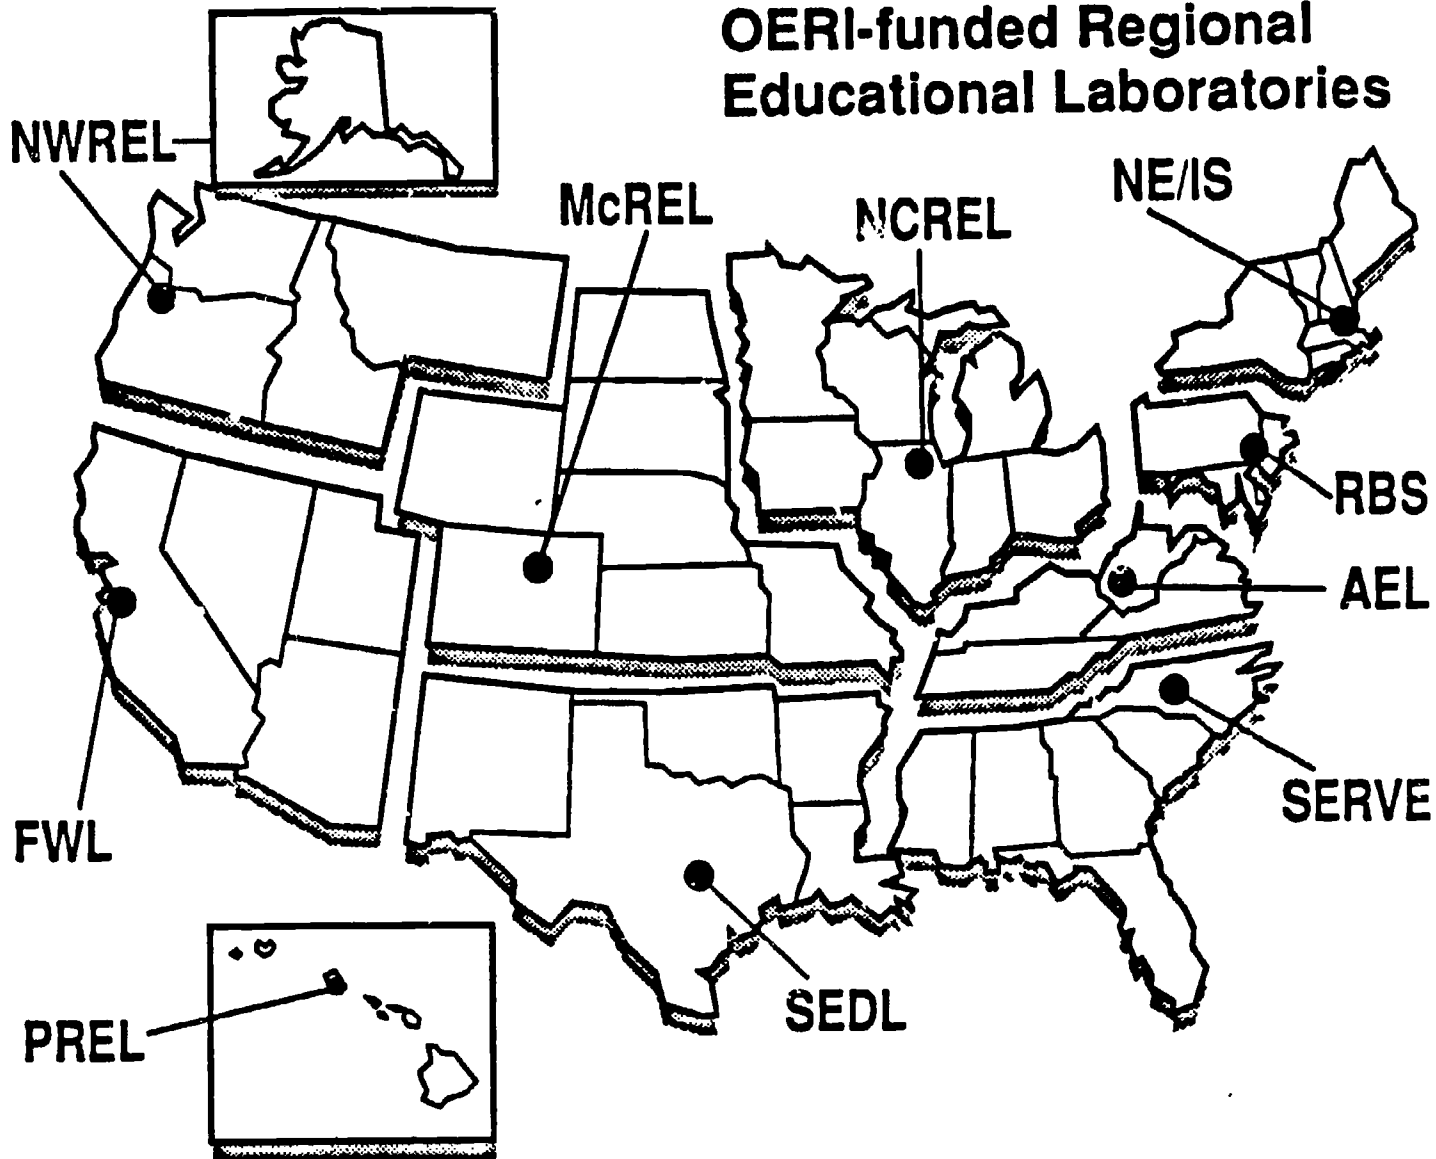 OERI-funded Regional
Educational Laboratories
NWREL
McREL
NCREL
NE/IS
RBS
AEL
SERVE
FWL
SEDL
PREL